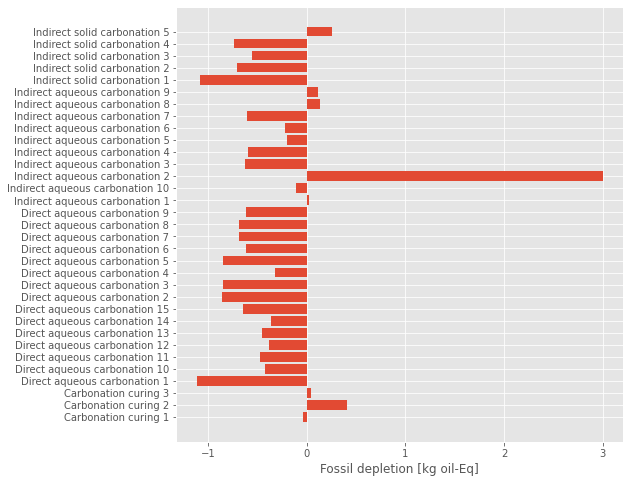 Indirect solid carbonation 5
Indirect solid carbonation 4
Indirect solid carbonation 3
Indirect solid carbonation 2
Indirect solid carbonation 1
Indirect aqueous carbonation 9
Indirect aqueous carbonation 8
Indirect aqueous carbonation 7
Indirect aqueous carbonation 6
Indirect aqueous carbonation 5
Indirect aqueous carbonation 4
Indirect aqueous carbonation 3
Indirect aqueous carbonation 2
Indirect aqueous carbonation 10
Indirect aqueous carbonation 1
Direct aqueous carbonation 9
Direct aqueous carbonation 8
Direct aqueous carbonation 7
Direct aqueous carbonation 6
Direct aqueous carbonation 5
Direct aqueous carbonation 4
Direct aqueous carbonation 3
Direct aqueous carbonation 2
Direct aqueous carbonation 15
Direct aqueous carbonation 14
Direct aqueous carbonation 13
Direct aqueous carbonation 12
Direct aqueous carbonation 11
Direct aqueous carbonation 10
Direct aqueous carbonation 1
Carbonation curing 3
Carbonation curing 2
Carbonation curing 1
−1 0 1 2 3
Fossil depletion [kg oil-Eq]